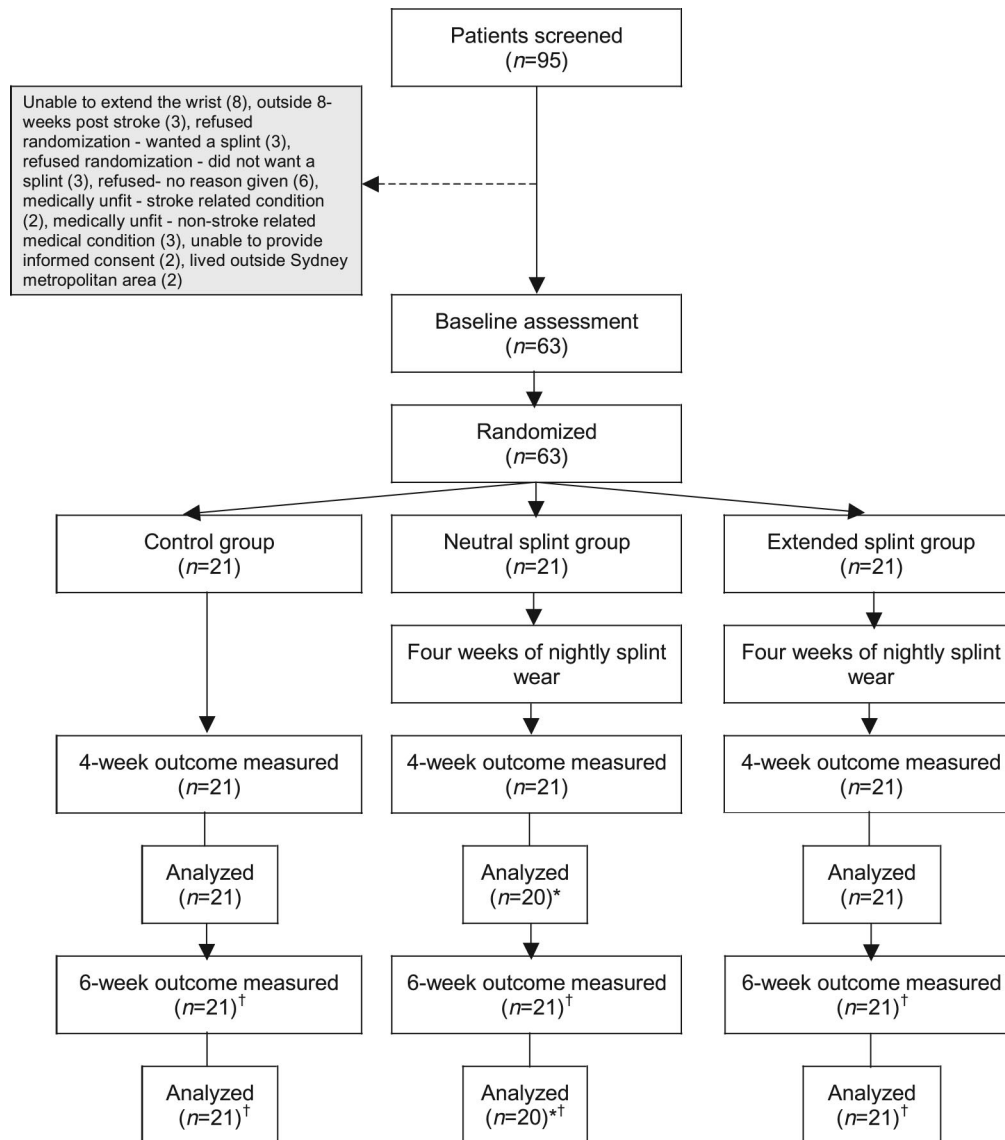 Patients screened
(n=95)
Unable to extend the wrist (8), outside 8-
weeks post stroke (3), refused
randomization - wanted a splint (3),
refused randomization - did not want a
splint (3), refused- no reason given (6),
medically unfit - stroke related condition
(2), medically unfit - non-stroke related
medical condition (3), unable to provide
informed consent (2), lived outside Sydney
metropolitan area (2)
Baseline assessment
(n=63)
Randomized
(n=63)
Control group
(n=21)
Neutral splint group
(n=21)
Extended splint group
(n=21)
Four weeks of nightly splint
wear
Four weeks of nightly splint
wear
4-week outcome measured
(n=21)
4-week outcome measured
(n=21)
4-week outcome measured
(n=21)
Analyzed
(n=21)
Analyzed
(n=20)*
Analyzed
(n=21)
6-week outcome measured
(n=21)†
6-week outcome measured
(n=21)†
6-week outcome measured
(n=21)†
Analyzed
(n=21)†
Analyzed
(n=20)*†
Analyzed
(n=21)†